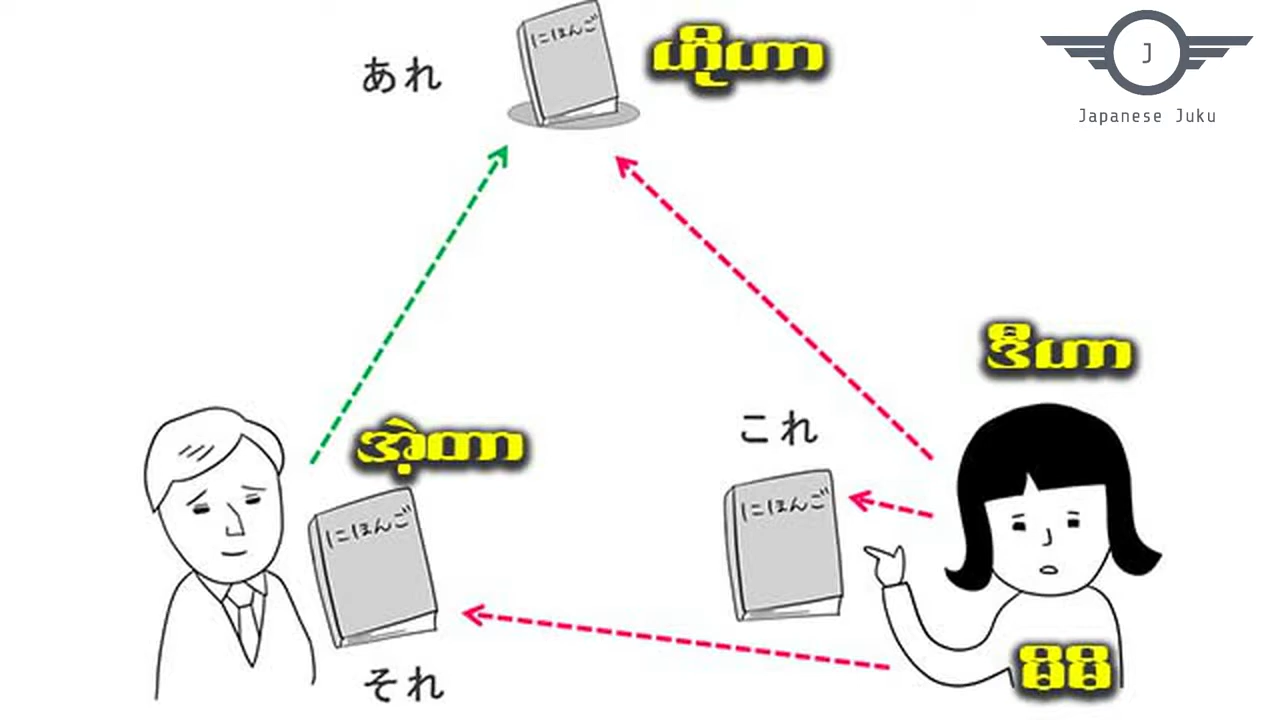 にほんご
あれ
ဟိုဟာ
J
Japanese Juku
ဒီဟာ
အဲ့တာ
これ
にほんご
にほんご
それ
မိမိ